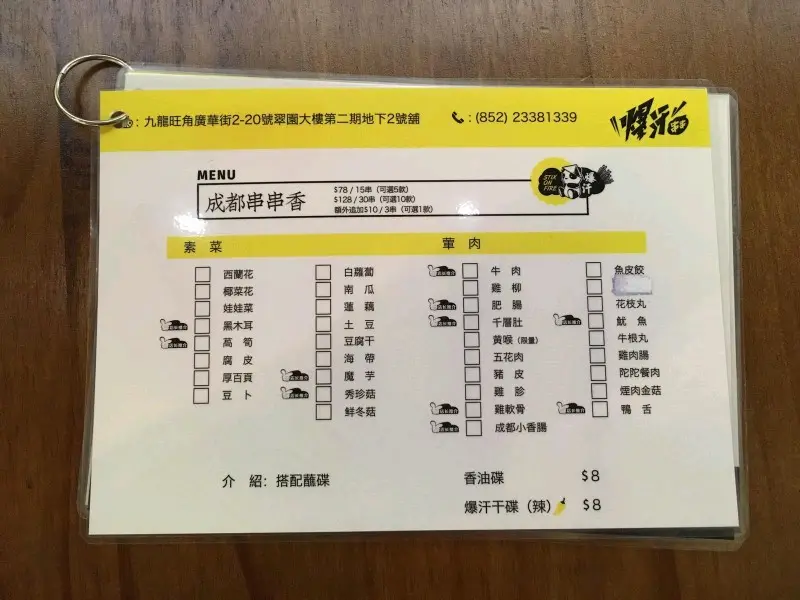 ：九龍旺角廣華街2-20號翠園大樓第二期地下2號舖
：(852) 23381339
爆汗
MENU
成都串串香
$78 / 15串（可選5款）
$128 / 30串（可選10款）
額外追加$10 / 3串（可選1款）
STIX ON FIRE
爆汗
素 菜
西蘭花
椰菜花
娃娃菜
黑木耳
萵 筍
腐 皮
厚百頁
豆 卜
白蘿蔔
南 瓜
蓮 藕
土 豆
豆腐干
海 帶
魔 芋
秀珍菇
鮮冬菇
葷 肉
牛 肉
雞 柳
肥 腸
千層肚
黃喉（限量）
五花肉
豬 皮
雞 胗
雞軟骨
成都小香腸
魚皮餃
花枝丸
魷 魚
牛根丸
雞肉腸
陀陀餐肉
煙肉金菇
鴨 舌
介 紹：搭配蘸碟
香油碟 $8
爆汗干碟（辣） $8